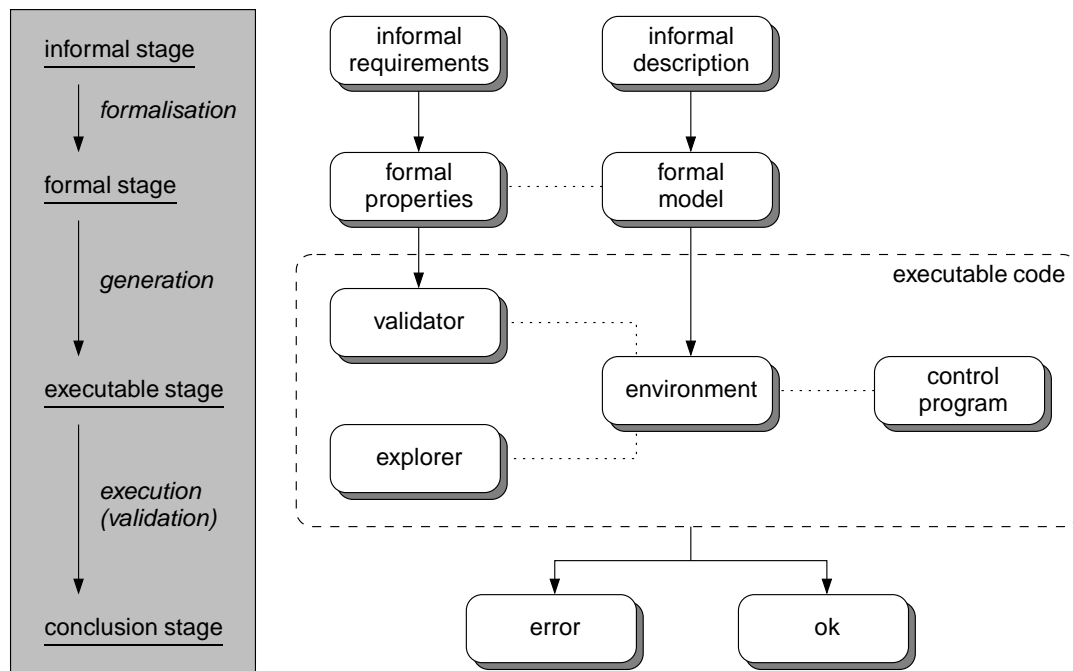 informal stage
formalisation
formal stage
generation
executable stage
execution
(validation)
conclusion stage
informal
requirements
informal
description
formal
properties
formal
model
executable code
validator
environment
control
program
explorer
error
ok